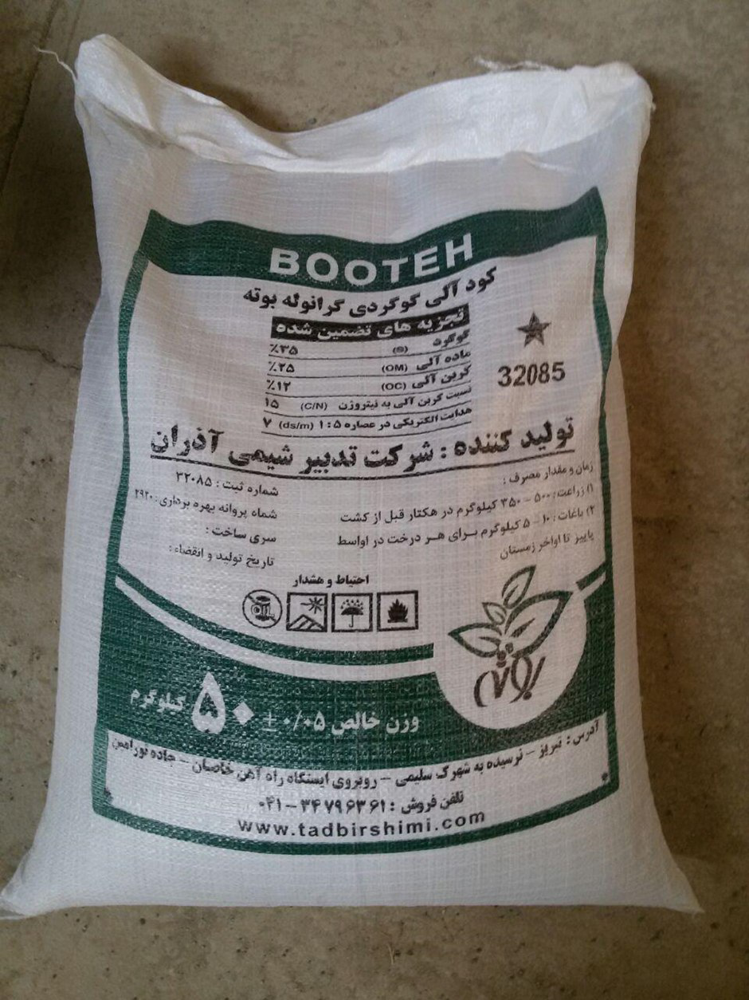 BOOTEH
کود آلی گوگردی گرانوله بوته
تجزیه های تضمین شده
گوگرد (S) ٪۳۵
ماده آلی (OM) ٪۲۵
کربن آلی (OC) ٪۱۲
نسبت کربن آلی به نیتروژن (C/N) ۱۵
هدایت الکتریکی در عصاره ۵ : ۱ (ds/m) ۷
32085
تولید کننده : شرکت تدبیر شیمی آذران
زمان و مقدار مصرف :
۱) زراعت : ۵۰۰ - ۳۵۰ کیلوگرم در هکتار قبل از کشت
۲) باغات : ۱۰ - ۵ کیلوگرم برای هر درخت در اواسط
پاییز تا اواخر زمستان
شماره ثبت : ۳۲۰۸۵
شماه پروانه بهره برداری : ۲۹۲۰
سری ساخت :
تاریخ تولید و انقضاء :
احتیاط و هشدار
بوته
وزن خالص ۰/۰۵ ± ۵۰ کیلوگرم
آدرس : تبریز - نرسیده به شهرک سلیمی - روبروی ایستگاه راه آهن خاصبان - جاده
تلفن فروش : ۳۴۷۹۶۳۶۱ - ۰۴۱
www.tadbirshimi.com